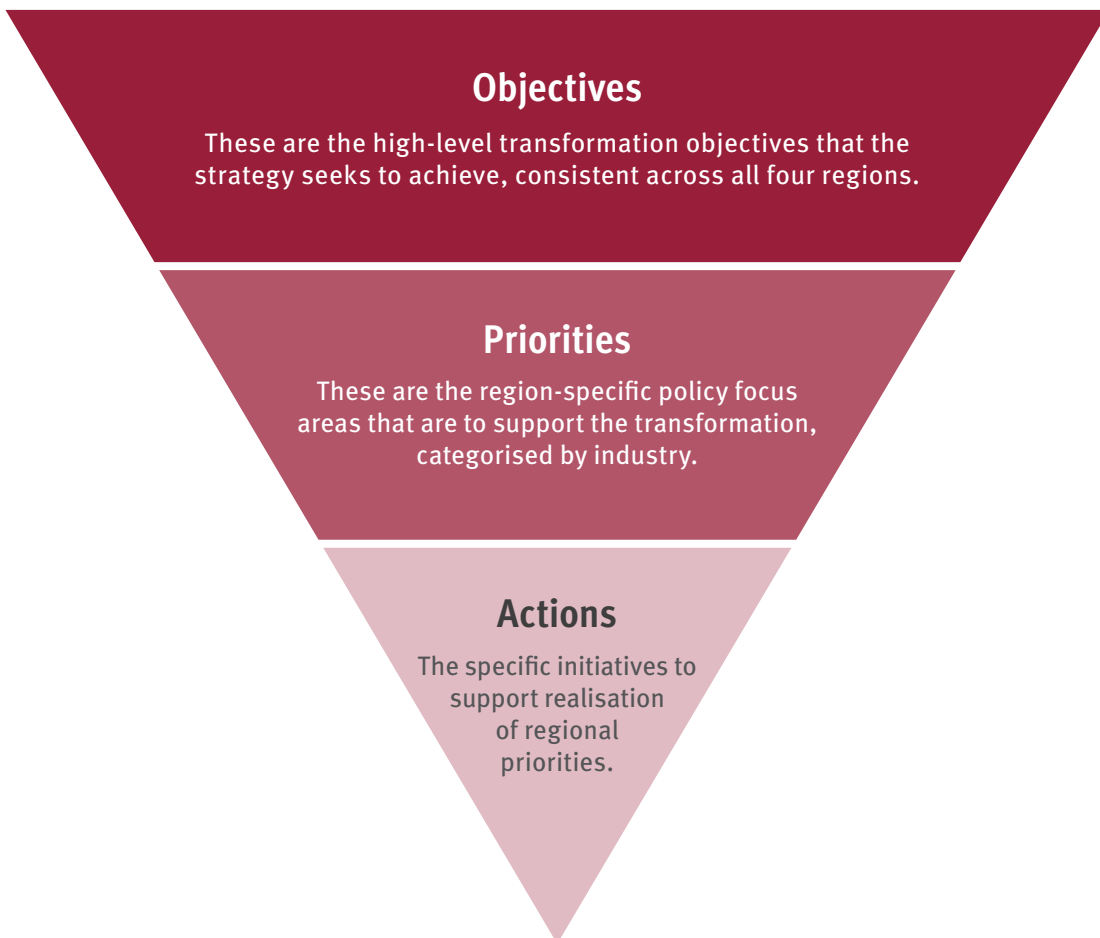 Objectives
These are the high-level transformation objectives that the
strategy seeks to achieve, consistent across all four regions.
Priorities
These are the region-specific policy focus
areas that are to support the transformation,
categorised by industry.
Actions
The specific initiatives to
support realisation
of regional
priorities.